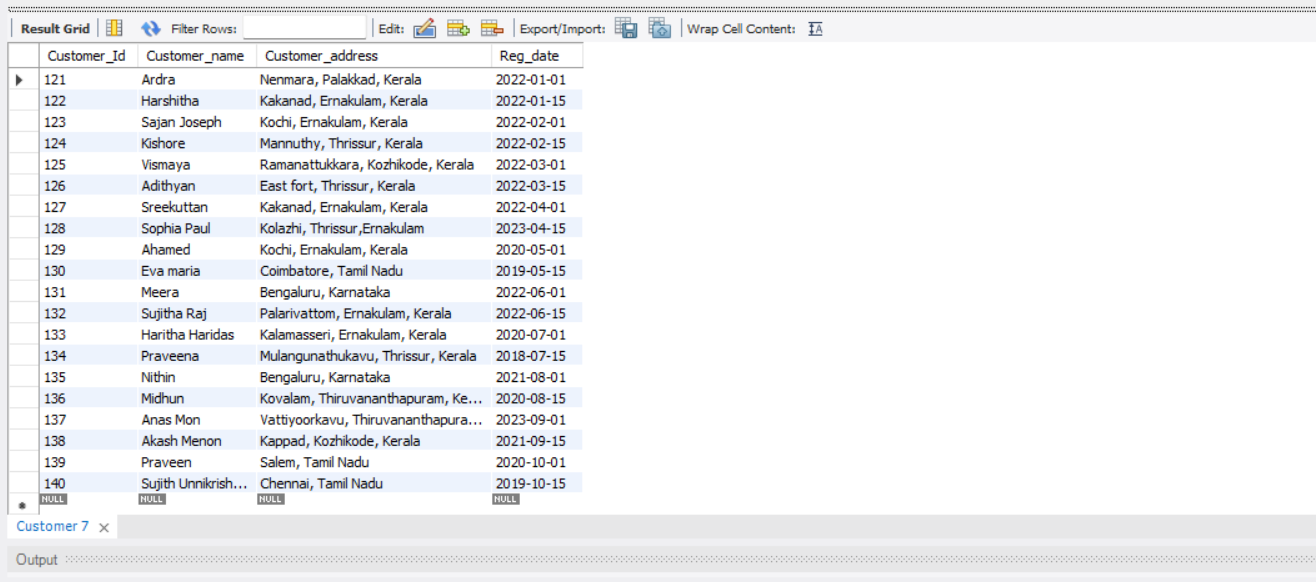 Result Grid Filter Rows: Edit: Export/Import: Wrap Cell Content:
Customer_Id Customer_name Customer_address Reg_date
121 Ardra Nenmara, Palakkad, Kerala 2022-01-01
122 Harshitha Kakanad, Ernakulam, Kerala 2022-01-15
123 Sajan Joseph Kochi, Ernakulam, Kerala 2022-02-01
124 Kishore Mannuthy, Thrissur, Kerala 2022-02-15
125 Vismaya Ramanattukkara, Kozhikode, Kerala 2022-03-01
126 Adithyan East fort, Thrissur, Kerala 2022-03-15
127 Sreekuttan Kakanad, Ernakulam, Kerala 2022-04-01
128 Sophia Paul Kolazhi, Thrissur,Ernakulam 2023-04-15
129 Ahamed Kochi, Ernakulam, Kerala 2020-05-01
130 Eva maria Coimbatore, Tamil Nadu 2019-05-15
131 Meera Bengaluru, Karnataka 2022-06-01
132 Sujitha Raj Palarivattom, Ernakulam, Kerala 2022-06-15
133 Haritha Haridas Kalamasseri, Ernakulam, Kerala 2020-07-01
134 Praveena Mulangunathukavu, Thrissur, Kerala 2018-07-15
135 Nithin Bengaluru, Karnataka 2021-08-01
136 Midhun Kovalam, Thiruvananthapuram, Ke... 2020-08-15
137 Anas Mon Vattiyoorkavu, Thiruvananthapura... 2023-09-01
138 Akash Menon Kappad, Kozhikode, Kerala 2021-09-15
139 Praveen Salem, Tamil Nadu 2020-10-01
140 Sujith Unnikrish... Chennai, Tamil Nadu 2019-10-15
NULL NULL NULL NULL
Customer 7
Output